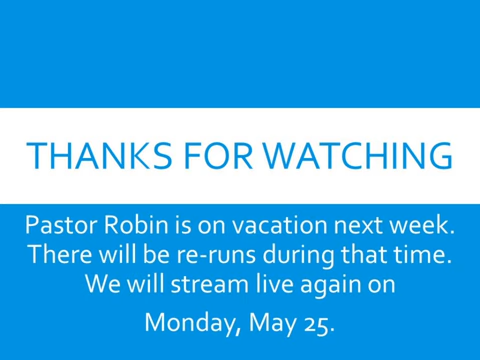 THANKS FOR WATCHING
Pastor Robin is on vacation next week.
There will be re-runs during that time.
We will stream live again on
Monday, May 25.